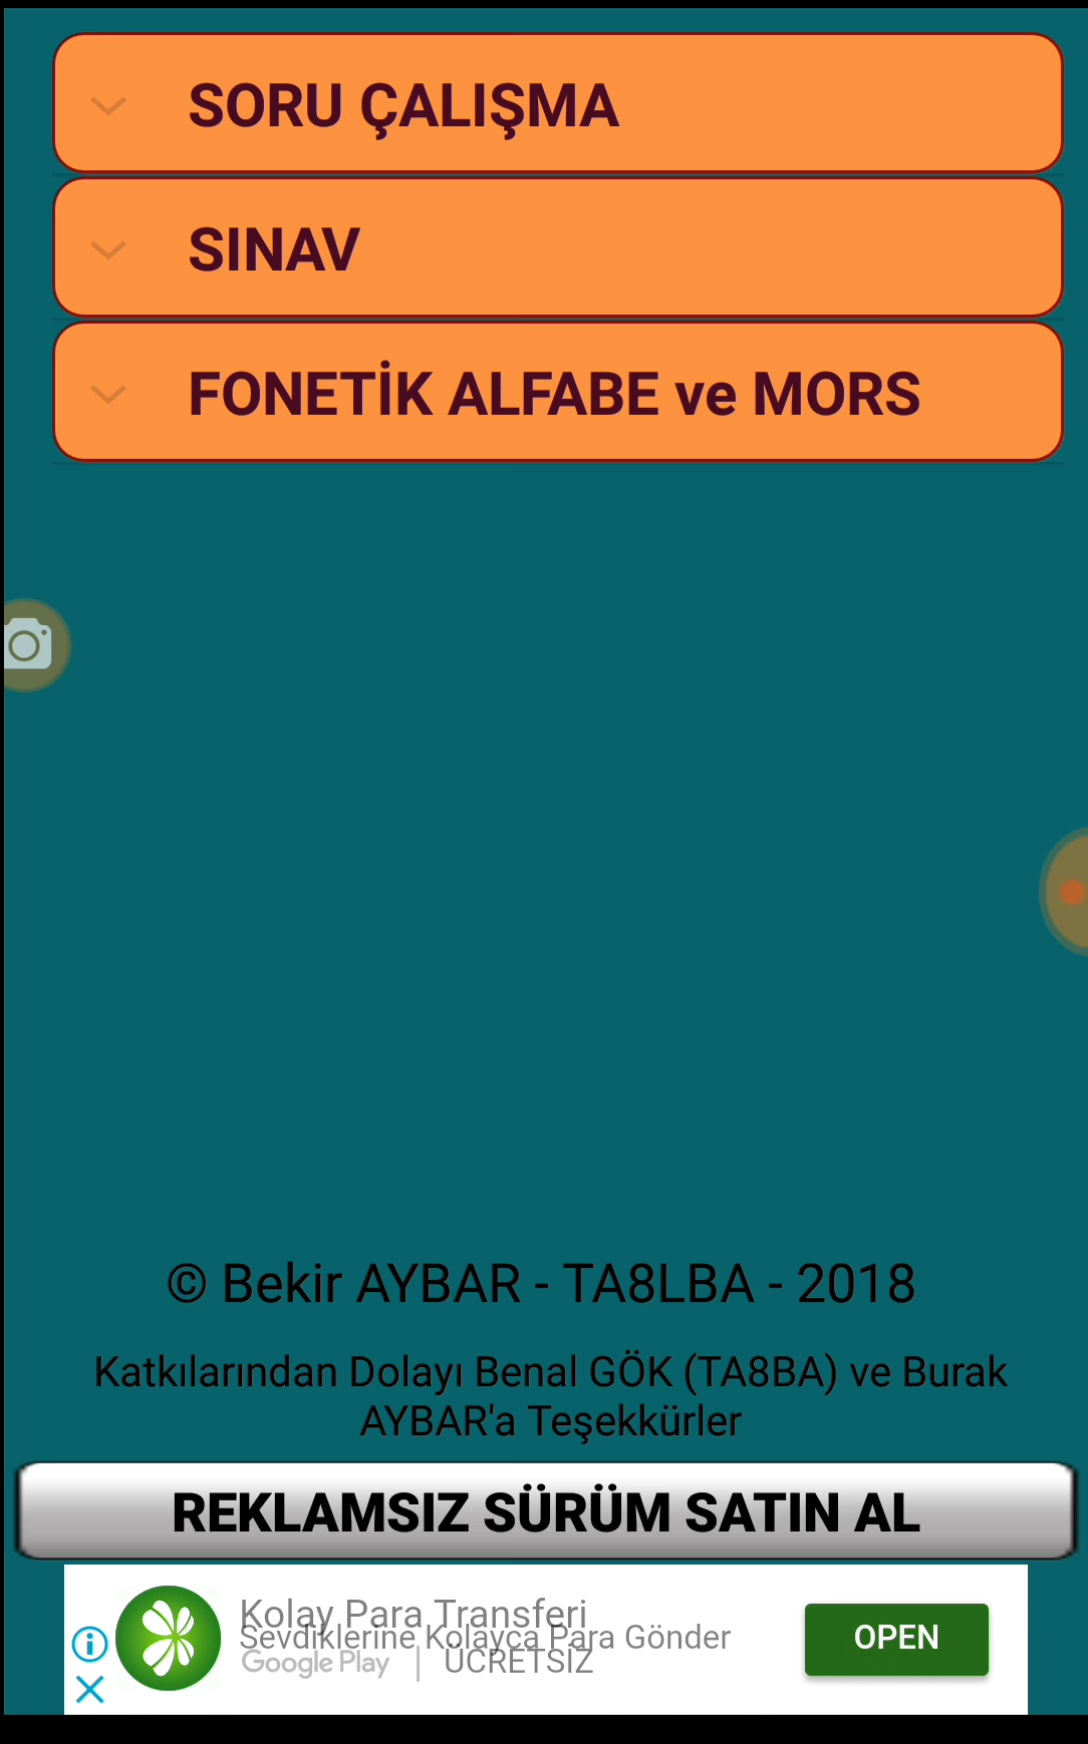 SORU ÇALIŞMA
SINAV
FONETİK ALFABE ve MORS
© Bekir AYBAR - TA8LBA - 2018
Katkılarından Dolayı Benal GÖK (TA8BA) ve Burak
AYBAR'a Teşekkürler
REKLAMSIZ SÜRÜM SATIN AL
Kolay Para Transferi
Sevdiklerine Kolayca Para Gönder
Google Play | ÜCRETSİZ
OPEN